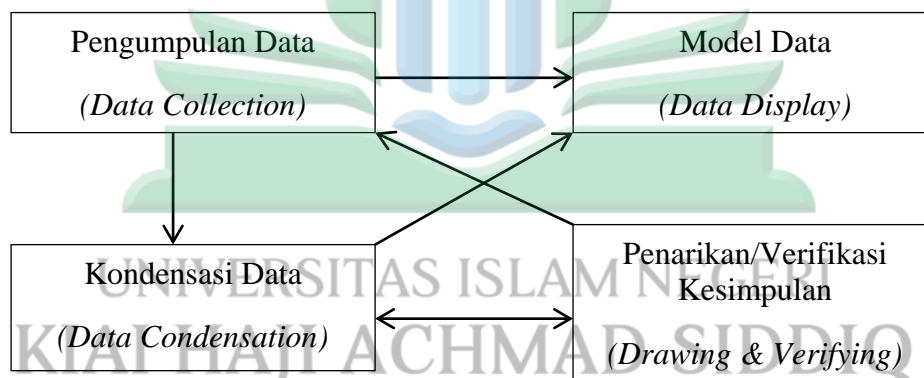 Pengumpulan Data
(Data Collection)
Model Data
(Data Display)
Kondensasi Data
(Data Condensation)
Penarikan/Verifikasi
Kesimpulan
(Drawing & Verifying)
UNIVERSITAS ISLAM NEGERI
KIAI HAJI ACHMAD SIDDIQ